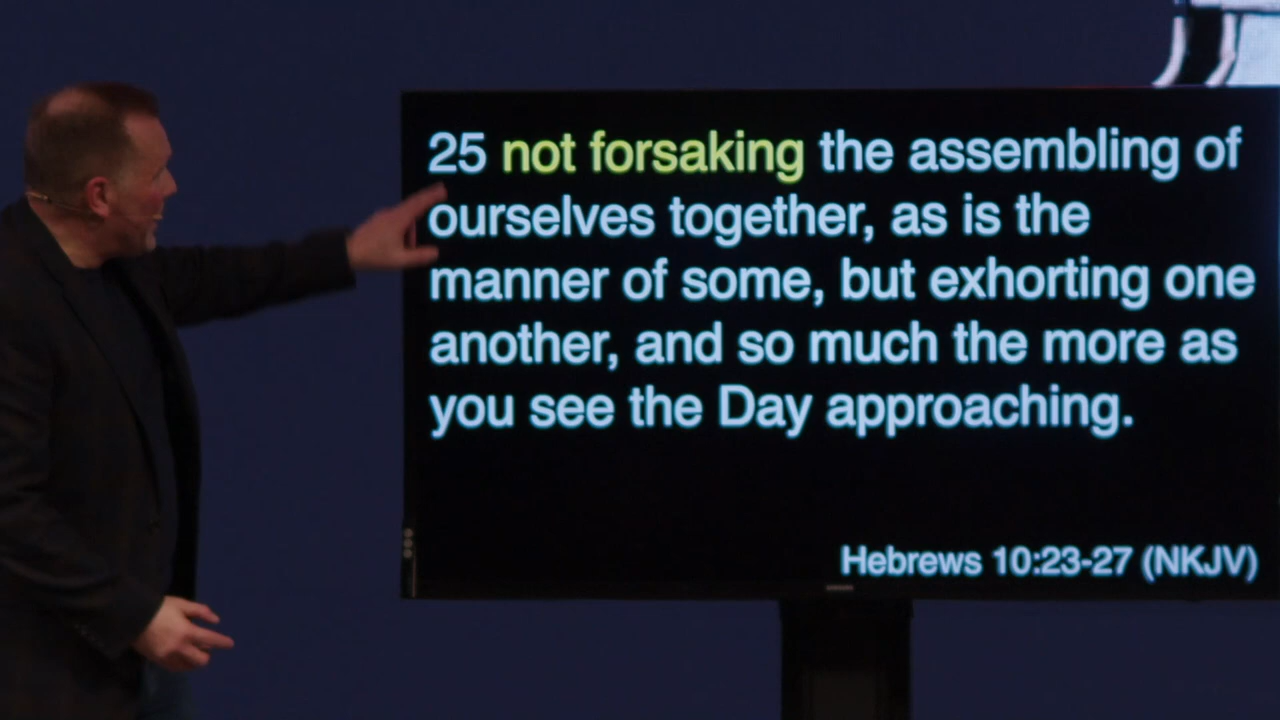 25 not forsaking the assembling of
ourselves together, as is the
manner of some, but exhorting one
another, and so much the more as
you see the Day approaching.
Hebrews 10:23-27 (NKJV)